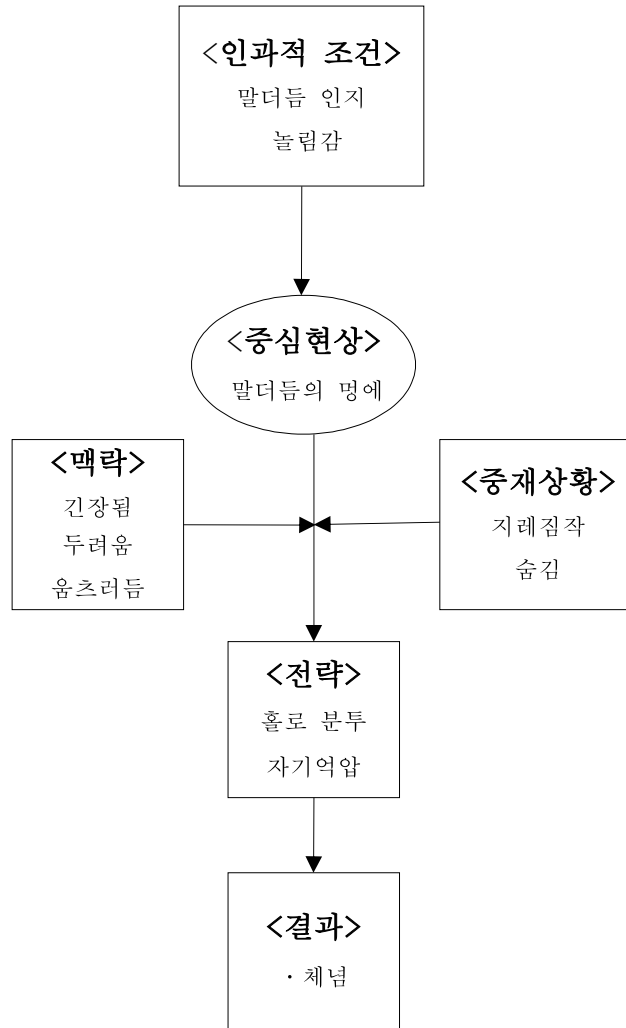 <인과적 조건>
말더듬 인지
놀림감
<중심현상>
말더듬의 멍에
<맥락>
긴장됨
두려움
움츠러듬
<중재상황>
지레짐작
숨김
<전략>
홀로 분투
자기억압
<결과>
· 체념